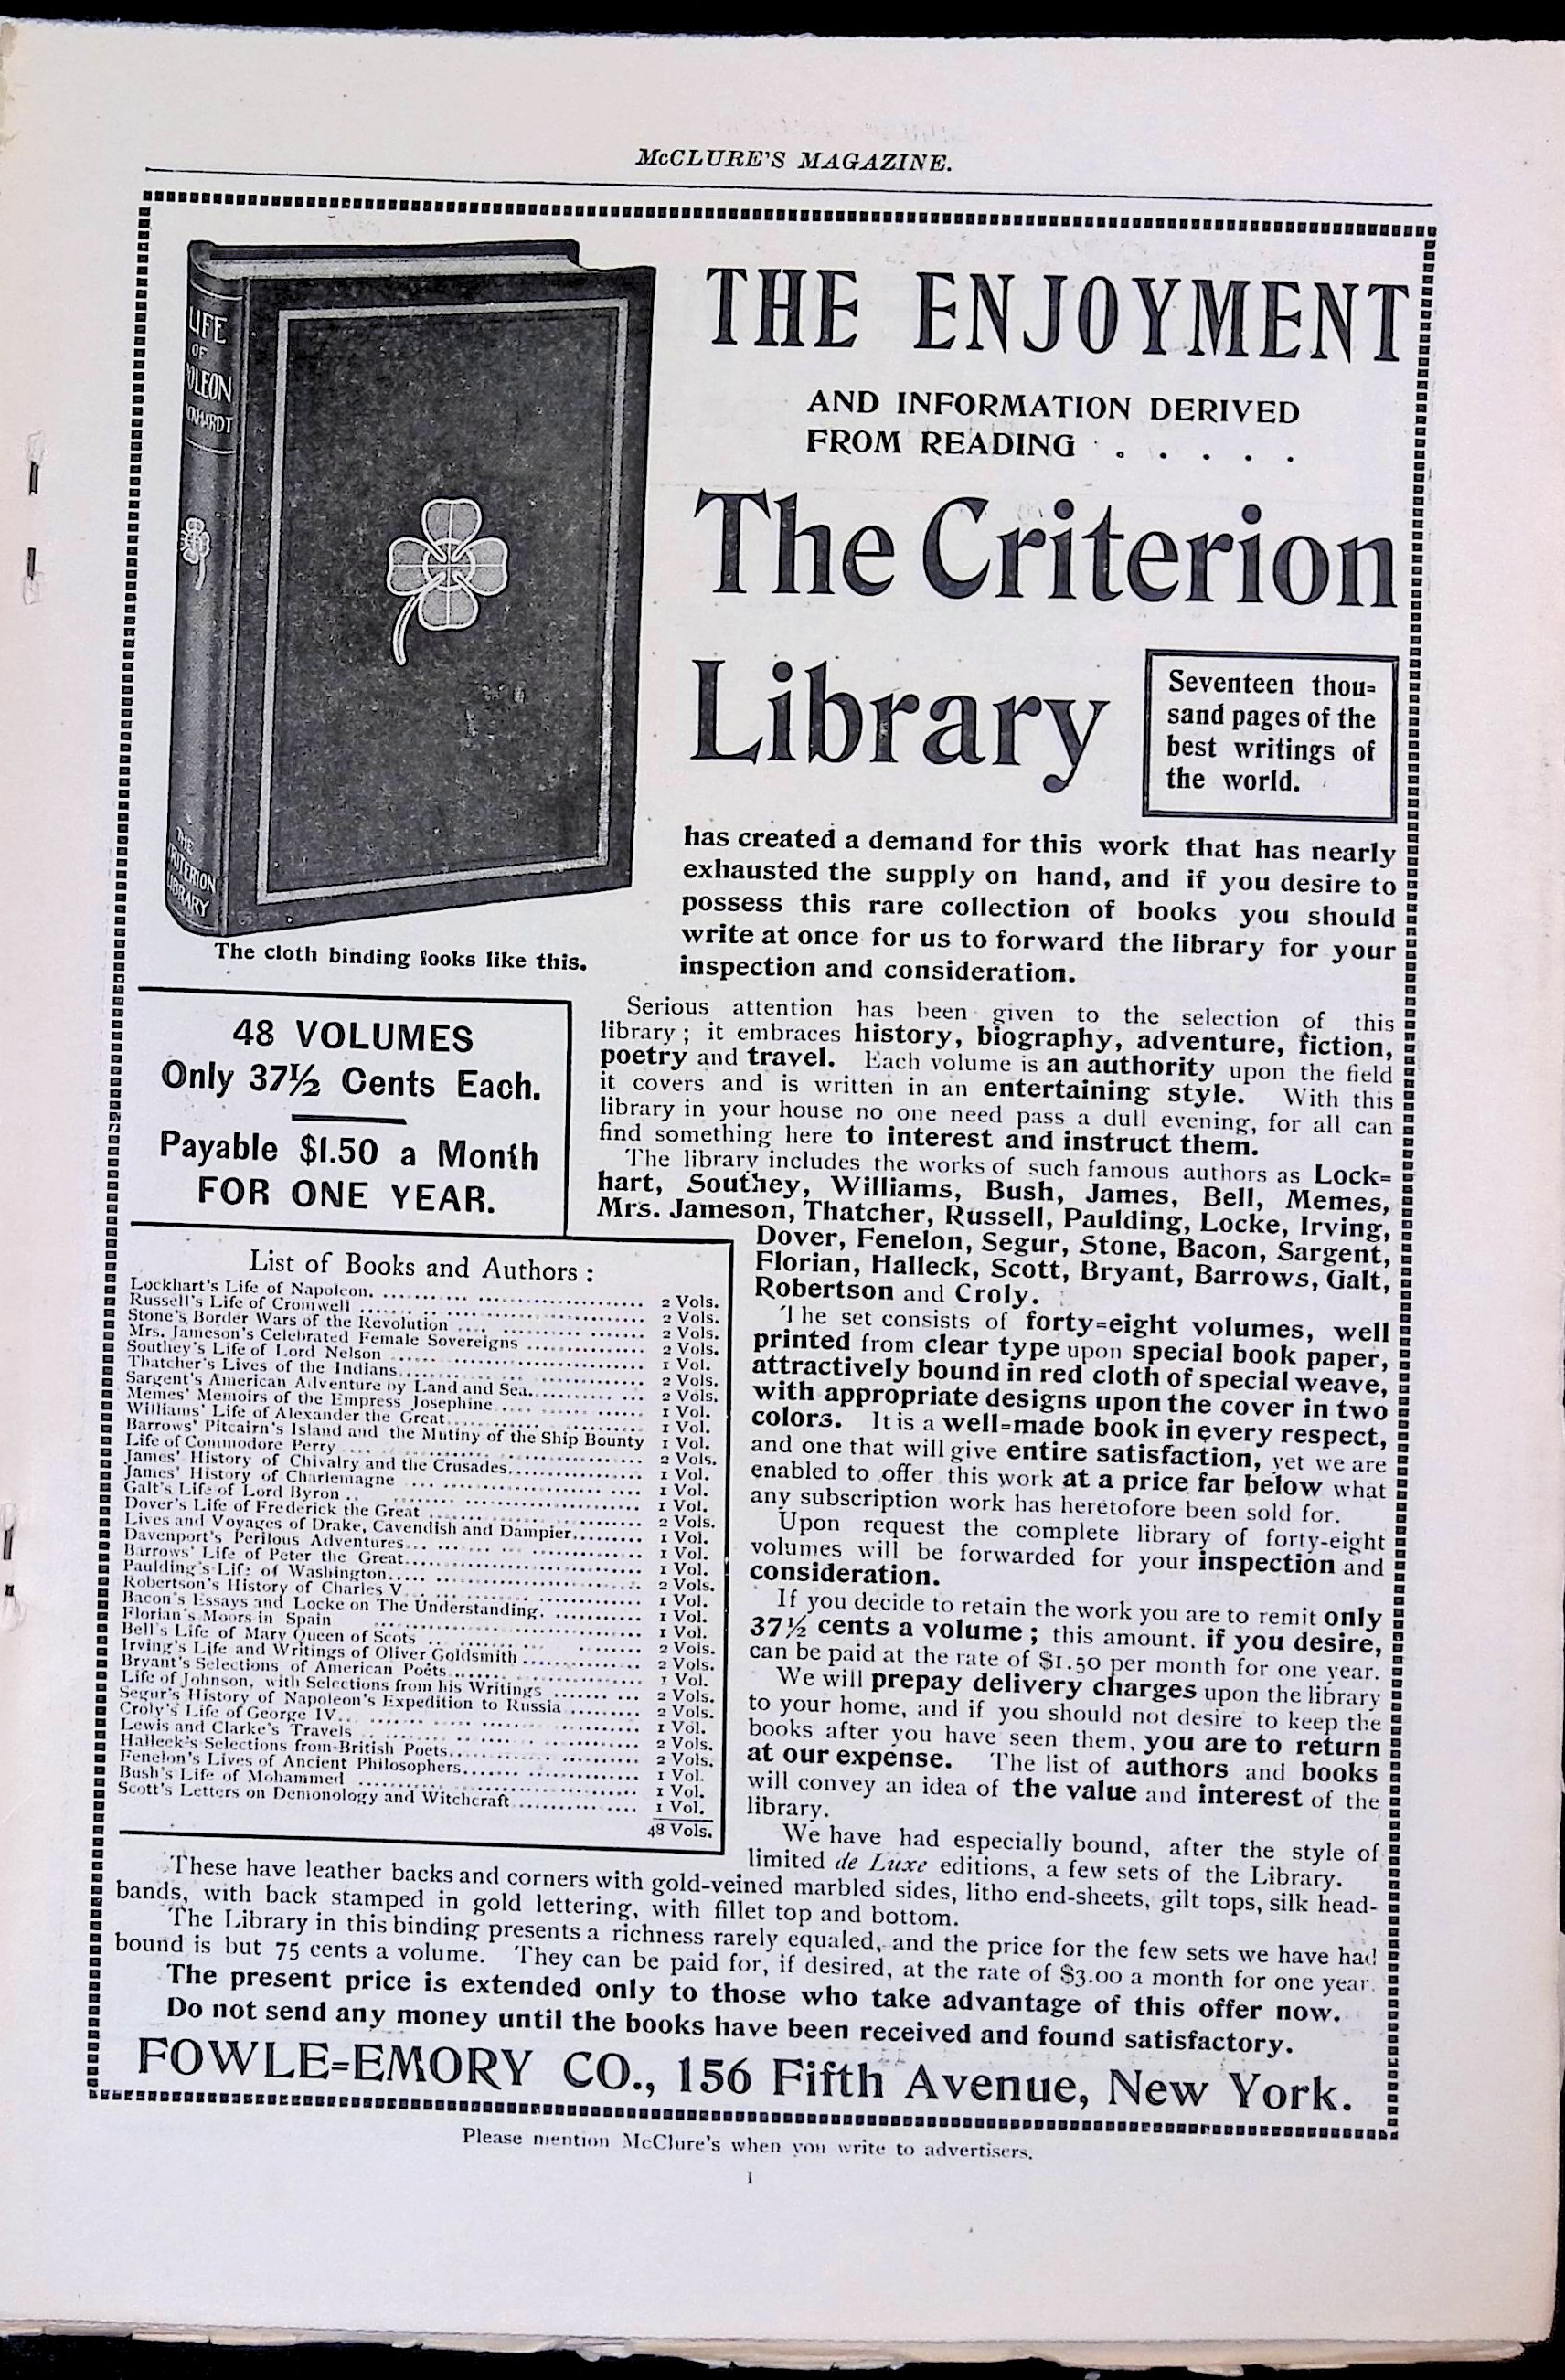 McCLURE'S MAGAZINE.
LIFE
OF
OLEON
CKHARDT
THE
RITERION
LIBRARY
The cloth binding looks like this.
THE ENJOYMENT
AND INFORMATION DERIVED
FROM READING . . . . .
The Criterion
Library
Seventeen thou=
sand pages of the
best writings of
the world.
has created a demand for this work that has nearly
exhausted the supply on hand, and if you desire to
possess this rare collection of books you should
write at once for us to forward the library for your
inspection and consideration.
48 VOLUMES
Only 37½ Cents Each.
Payable $1.50 a Month
FOR ONE YEAR.
Serious attention has been given to the selection of this
library; it embraces history, biography, adventure, fiction,
poetry and travel. Each volume is an authority upon the field
it covers and is written in an entertaining style. With this
library in your house no one need pass a dull evening, for all can
find something here to interest and instruct them.
The library includes the works of such famous authors as Lock=
hart, Southey, Williams, Bush, James, Bell, Memes,
Mrs. Jameson, Thatcher, Russell, Paulding, Locke, Irving,
Dover, Fenelon, Segur, Stone, Bacon, Sargent,
Florian, Halleck, Scott, Bryant, Barrows, Galt,
Robertson and Croly.
The set consists of forty=eight volumes, well
printed from clear type upon special book paper,
attractively bound in red cloth of special weave,
with appropriate designs upon the cover in two
colors. It is a well=made book in every respect,
and one that will give entire satisfaction, yet we are
enabled to offer this work at a price far below what
any subscription work has heretofore been sold for.
Upon request the complete library of forty-eight
volumes will be forwarded for your inspection and
consideration.
If you decide to retain the work you are to remit only
37½ cents a volume; this amount. if you desire,
can be paid at the rate of $1.50 per month for one year.
We will prepay delivery charges upon the library
to your home, and if you should not desire to keep the
books after you have seen them, you are to return
at our expense. The list of authors and books
will convey an idea of the value and interest of the
library.
We have had especially bound, after the style of
limited de Luxe editions, a few sets of the Library.
List of Books and Authors:
Lockhart's Life of Napoleon. 2 Vols.
Russell's Life of Cromwell 2 Vols.
Stone's Border Wars of the Revolution 2 Vols.
Mrs. Jameson's Celebrated Female Sovereigns 2 Vols.
Southey's Life of Lord Nelson 1 Vol.
Thatcher's Lives of the Indians 2 Vols.
Sargent's American Adventure by Land and Sea 2 Vols.
Memes' Memoirs of the Empress Josephine 1 Vol.
Williams' Life of Alexander the Great 1 Vol.
Barrows' Pitcairn's Island and the Mutiny of the Ship Bounty 1 Vol.
Life of Commodore Perry 2 Vols.
James' History of Chivalry and the Crusades 1 Vol.
James' History of Charlemagne 1 Vol.
Galt's Life of Lord Byron 1 Vol.
Dover's Life of Frederick the Great 2 Vols.
Lives and Voyages of Drake, Cavendish and Dampier 1 Vol.
Davenport's Perilous Adventures 1 Vol.
Barrows' Life of Peter the Great 1 Vol.
Paulding's Life of Washington 2 Vols.
Robertson's History of Charles V 1 Vol.
Bacon's Essays and Locke on The Understanding. 1 Vol.
Florian's Moors in Spain 1 Vol.
Bell's Life of Mary Queen of Scots 2 Vols.
Irving's Life and Writings of Oliver Goldsmith 2 Vols.
Bryant's Selections of American Poets 1 Vol.
Life of Johnson, with Selections from his Writings 2 Vols.
Segur's History of Napoleon's Expedition to Russia 2 Vols.
Croly's Life of George IV 1 Vol.
Lewis and Clarke's Travels 2 Vols.
Halleck's Selections from British Poets 2 Vols.
Fenelon's Lives of Ancient Philosophers 1 Vol.
Bush's Life of Mohammed 1 Vol.
Scott's Letters on Demonology and Witchcraft 1 Vol.
48 Vols.
These have leather backs and corners with gold-veined marbled sides, litho end-sheets, gilt tops, silk head-
bands, with back stamped in gold lettering, with fillet top and bottom.
The Library in this binding presents a richness rarely equaled, and the price for the few sets we have had
bound is but 75 cents a volume. They can be paid for, if desired, at the rate of $3.00 a month for one year.
The present price is extended only to those who take advantage of this offer now.
Do not send any money until the books have been received and found satisfactory.
FOWLE=EMORY CO., 156 Fifth Avenue, New York.
Please mention McClure's when you write to advertisers.
1